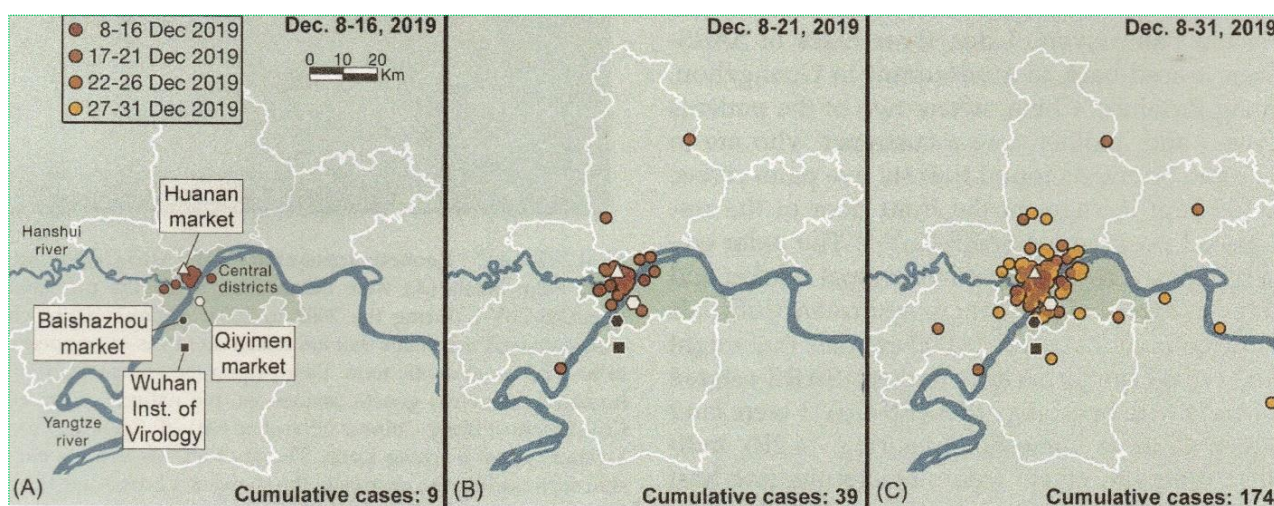 8-16 Dec 2019
17-21 Dec 2019
22-26 Dec 2019
27-31 Dec 2019
Dec. 8-16, 2019
0 10 20
Km
Huanan
market
Hanshui
river
Central
districts
Baishazhou
market
Qiyimen
market
Wuhan
Inst. of
Virology
Yangtze
river
(A)
Cumulative cases: 9
Dec. 8-21, 2019
(B)
Cumulative cases: 39
Dec. 8-31, 2019
(C)
Cumulative cases: 174